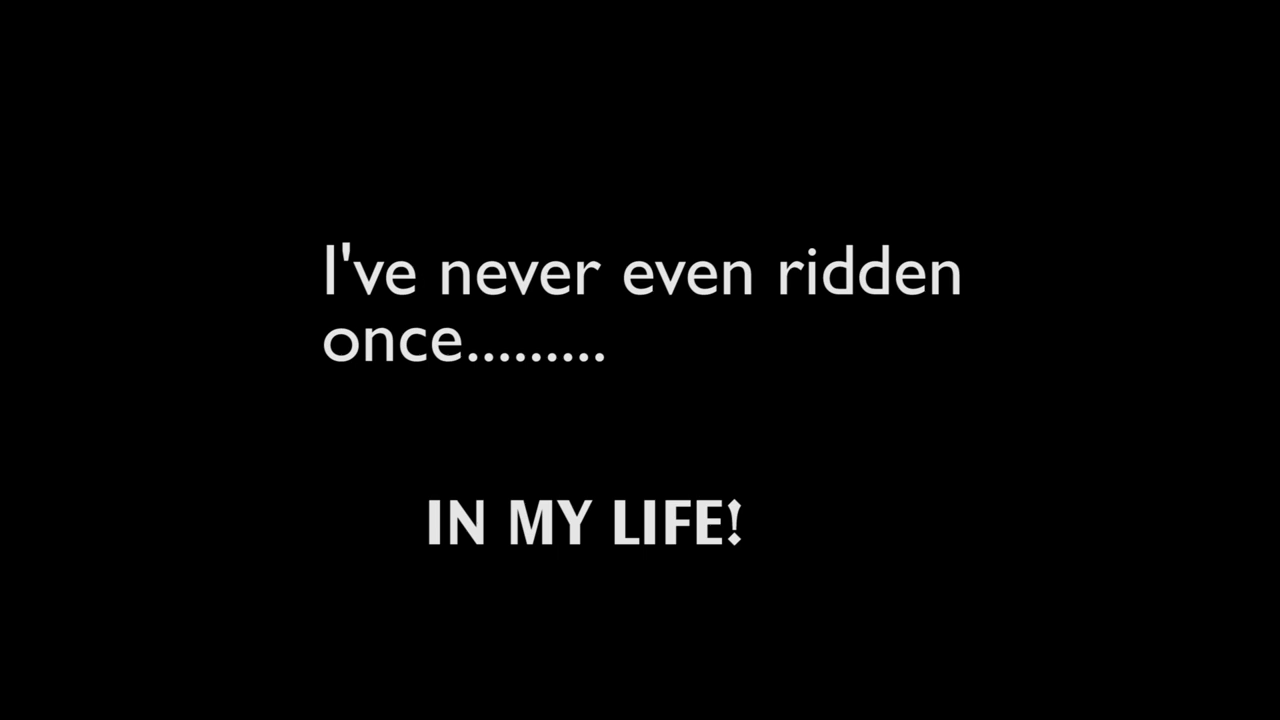 I've never even ridden
once.........
IN MY LIFE!